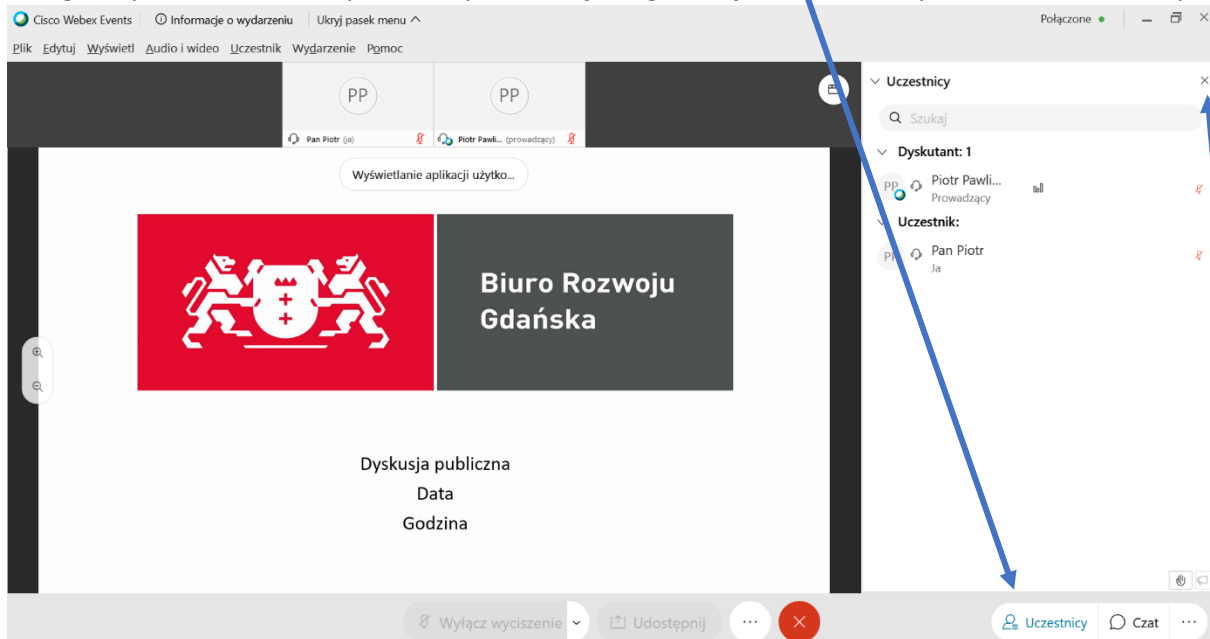 Cisco Webex Events
Informacje o wydarzeniu
Ukryj pasek menu
Połączone
Plik Edytuj Wyświetl Audio i wideo Uczestnik Wydarzenie Pomoc
PP
PP
Pan Piotr (ja)
Piotr Pawli... (prowadzący)
Wyświetlanie aplikacji użytko...
Biuro Rozwoju
Gdańska
Dyskusja publiczna
Data
Godzina
Uczestnicy
Szukaj
Dyskutant: 1
PP
Piotr Pawli...
Prowadzący
Uczestnik:
Pan Piotr
Ja
Wyłącz wyciszenie
Udostępnij
...
Uczestnicy
Czat
...